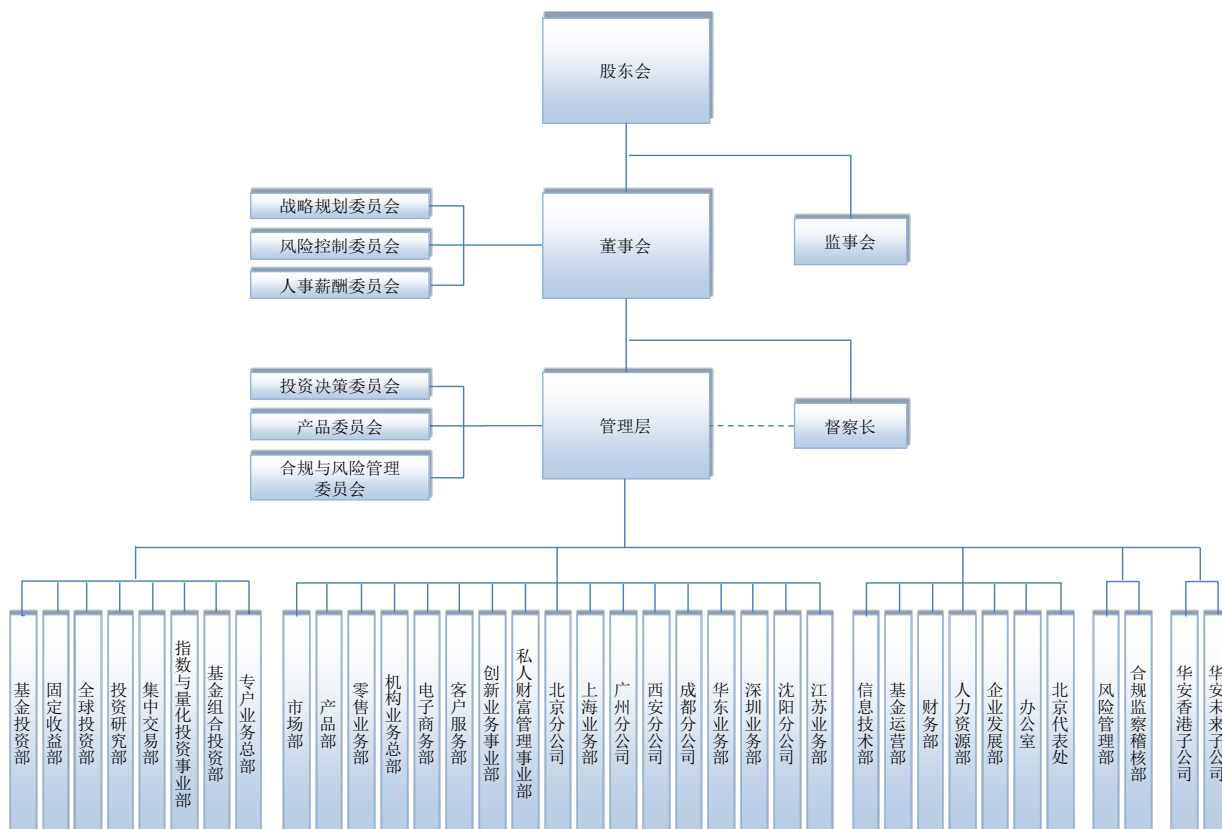 股东会
战略规划委员会
风险控制委员会
人事薪酬委员会
董事会
监事会
投资决策委员会
产品委员会
合规与风险管理
委员会
管理层
督察长
基金投资部
固定收益部
全球投资部
投资研究部
集中交易部
指数与量化投资事业部
基金组合投资部
专户业务总部
市场部
产品部
零售业务部
机构业务总部
电子商务部
客户服务部
创新业务事业部
私人财富管理事业部
北京分公司
上海业务部
广州分公司
西安分公司
成都分公司
华东业务部
深圳业务部
沈阳分公司
江苏业务部
信息技术部
基金运营部
财务部
人力资源部
企业发展部
办公室
北京代表处
风险管理部
合规监察稽核部
华安香港子公司
华安未来子公司